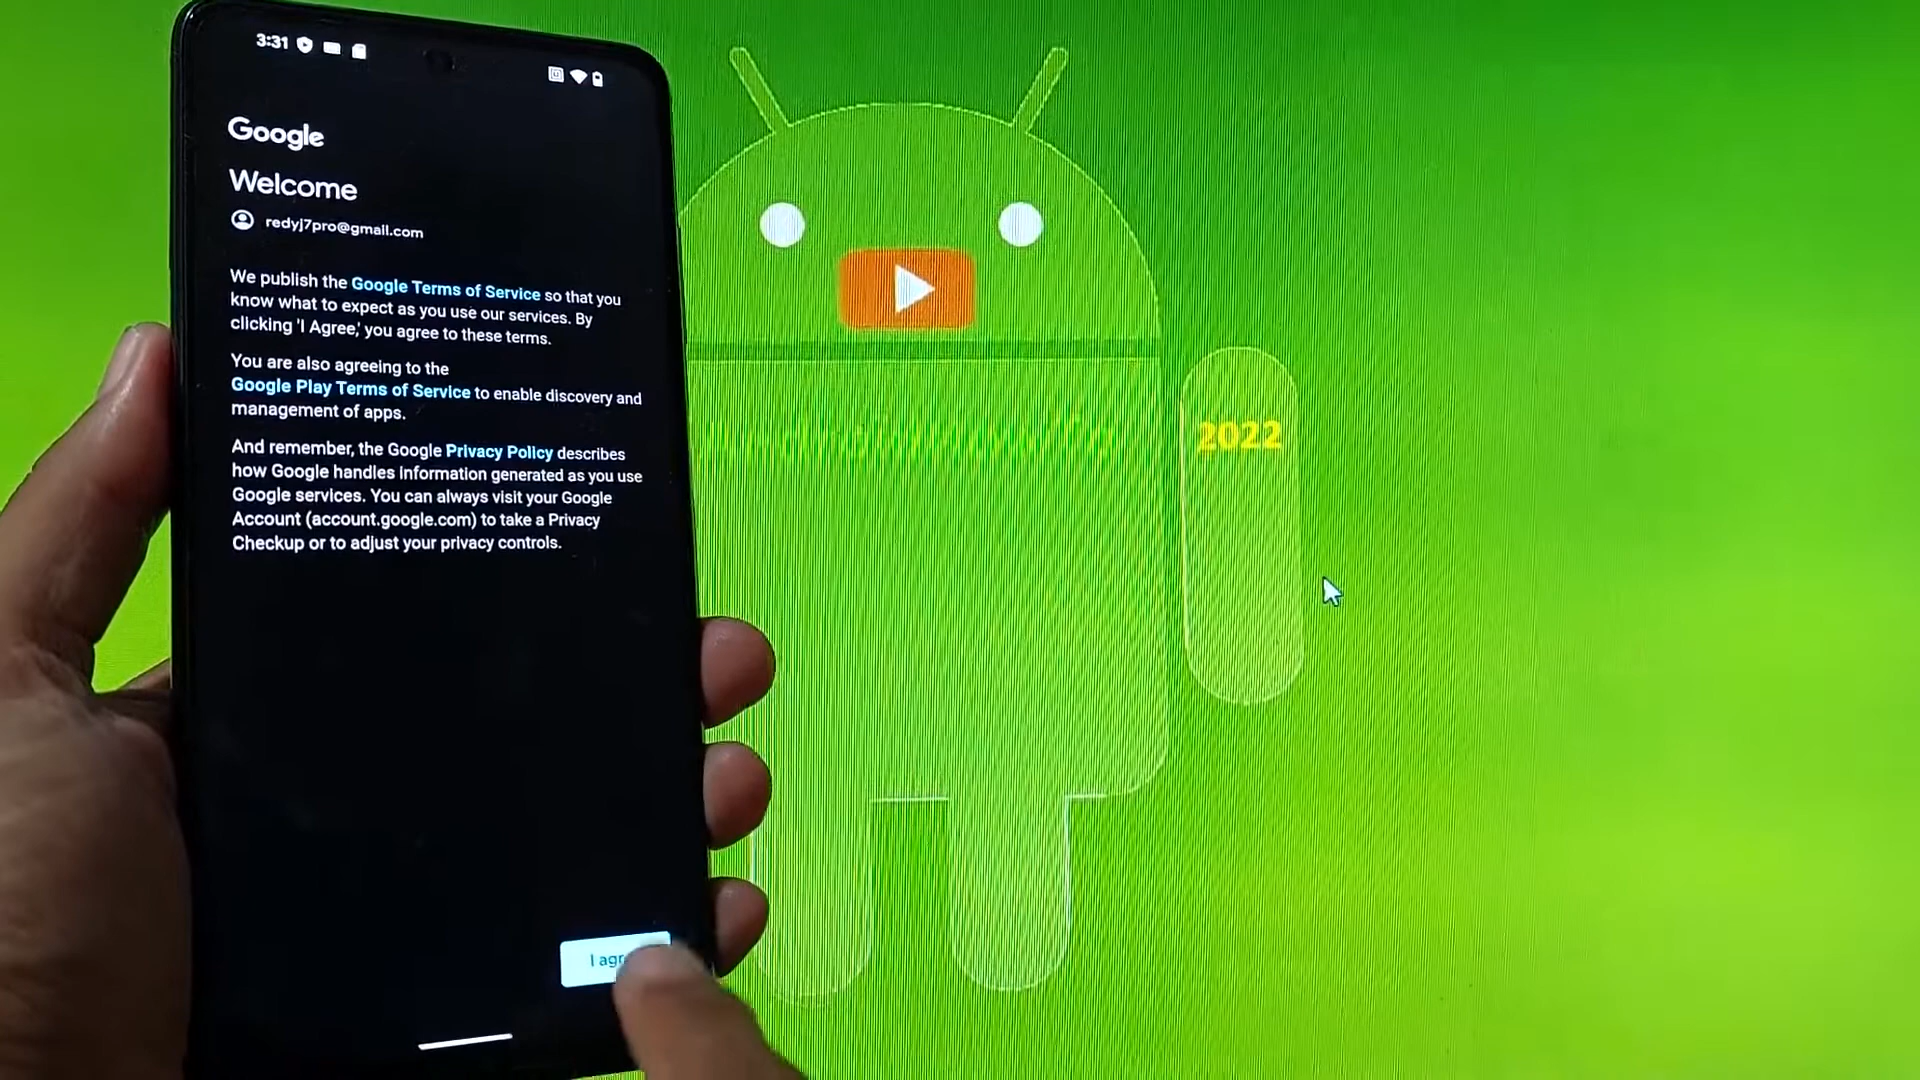 3:31
Google
Welcome
redyj7pro@gmail.com
We publish the Google Terms of Service so that you
know what to expect as you use our services. By
clicking 'I Agree,' you agree to these terms.
You are also agreeing to the
Google Play Terms of Service to enable discovery and
management of apps.
And remember, the Google Privacy Policy describes
how Google handles information generated as you use
Google services. You can always visit your Google
Account (account.google.com) to take a Privacy
Checkup or to adjust your privacy controls.
I agr
2022